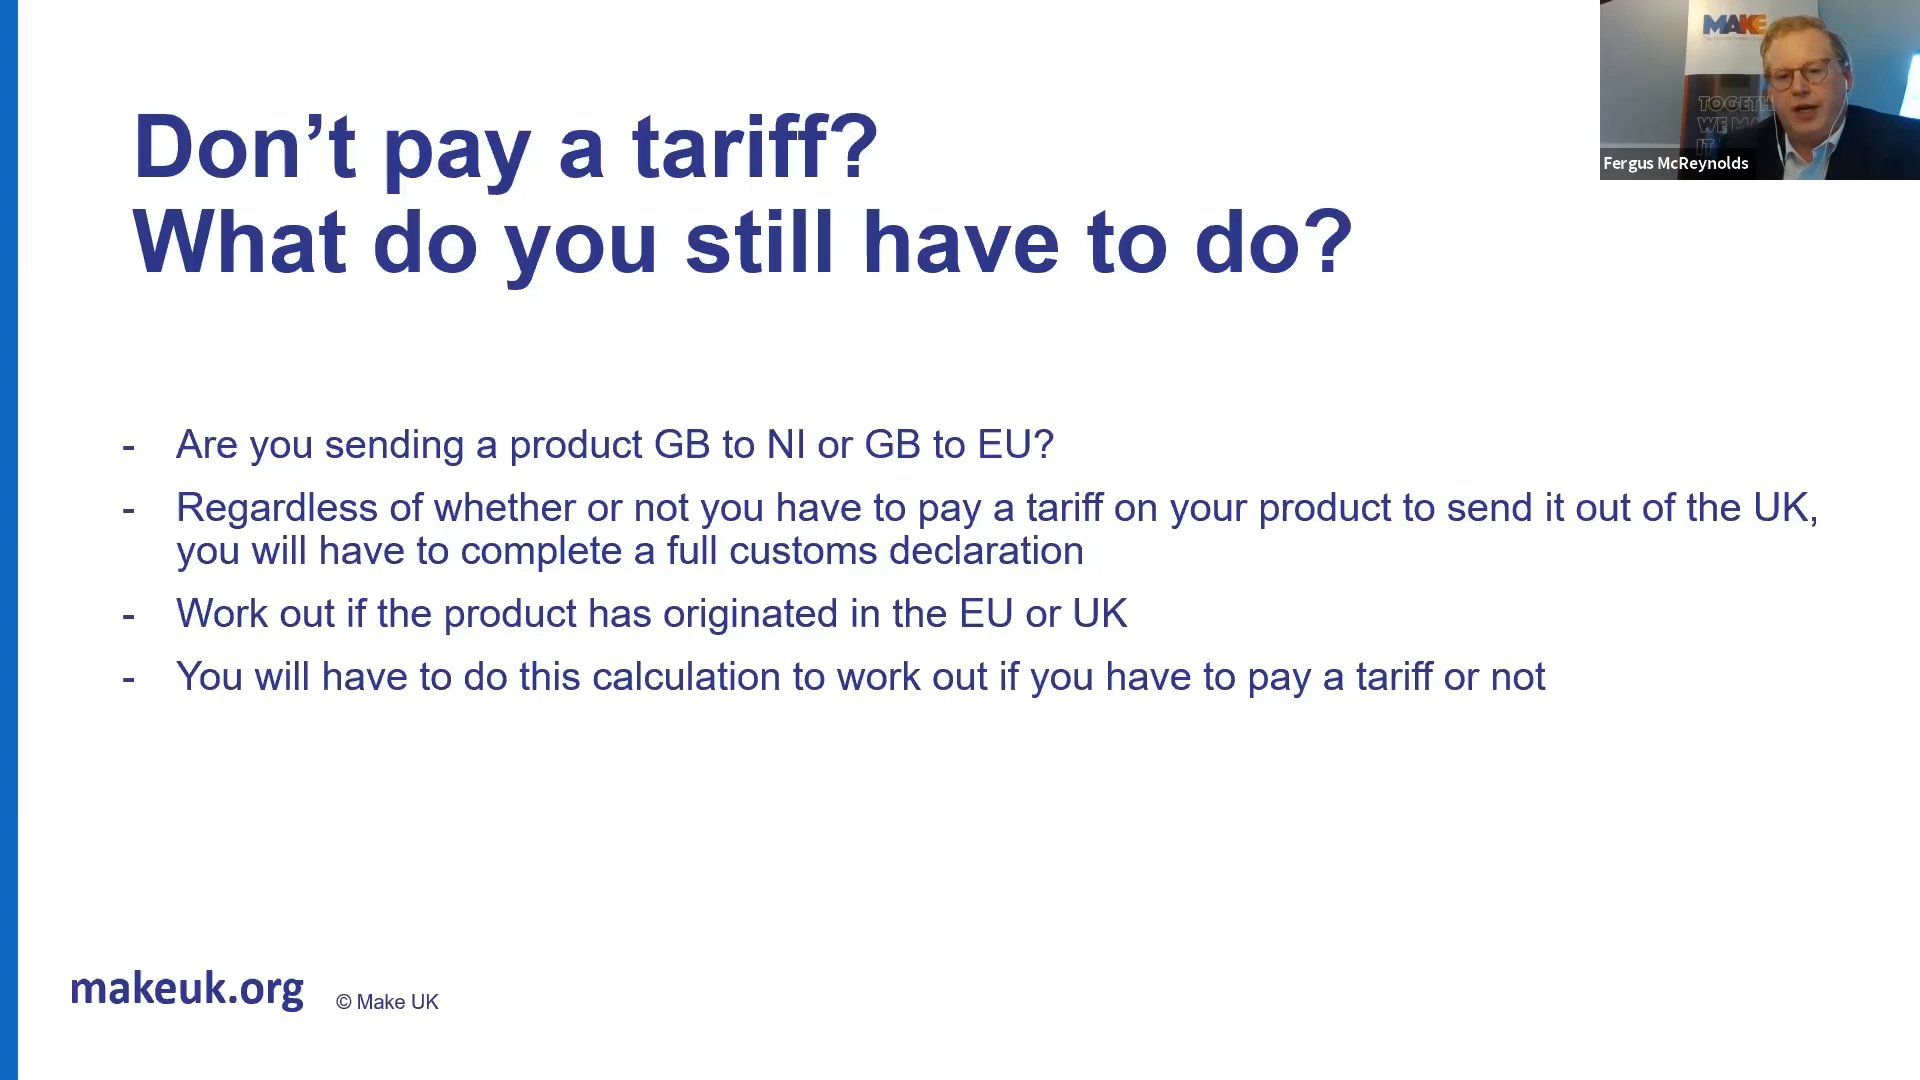 Don’t pay a tariff?
What do you still have to do?
- Are you sending a product GB to NI or GB to EU?
- Regardless of whether or not you have to pay a tariff on your product to send it out of the UK,
you will have to complete a full customs declaration
- Work out if the product has originated in the EU or UK
- You will have to do this calculation to work out if you have to pay a tariff or not
makeuk.org
© Make UK
MAKE
TOGETH
WE MA
IT
Fergus McReynolds